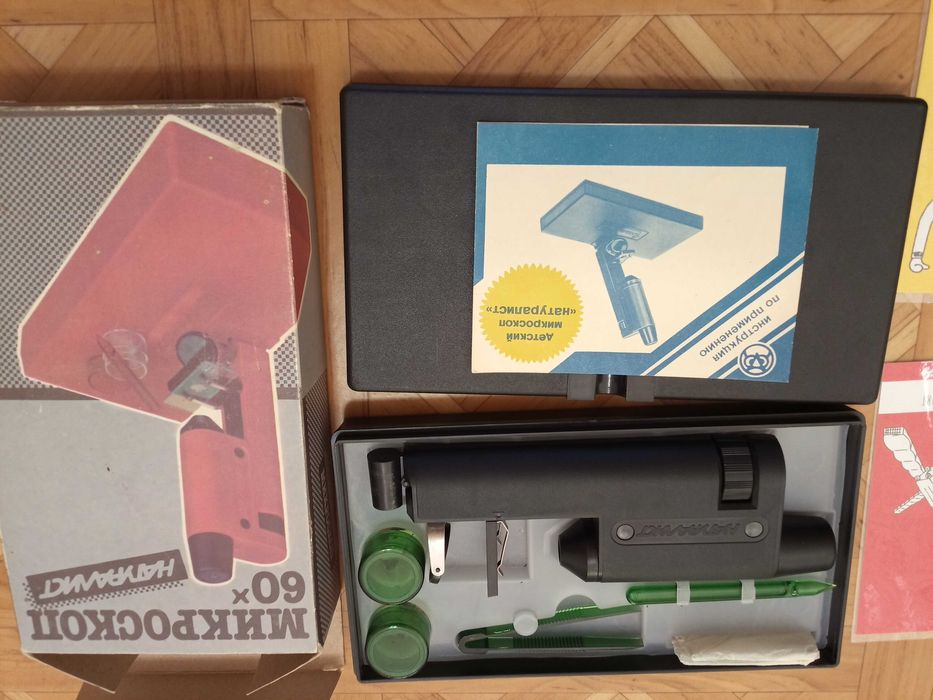 МИКРОСКОП
60×
НАТУРАЛИСТ
ИНСТРУКЦИЯ
ПО ПРИМЕНЕНИЮ
ДЕТСКИЙ
МИКРОСКОП
«НАТУРАЛИСТ»
НАТУРАЛИСТ